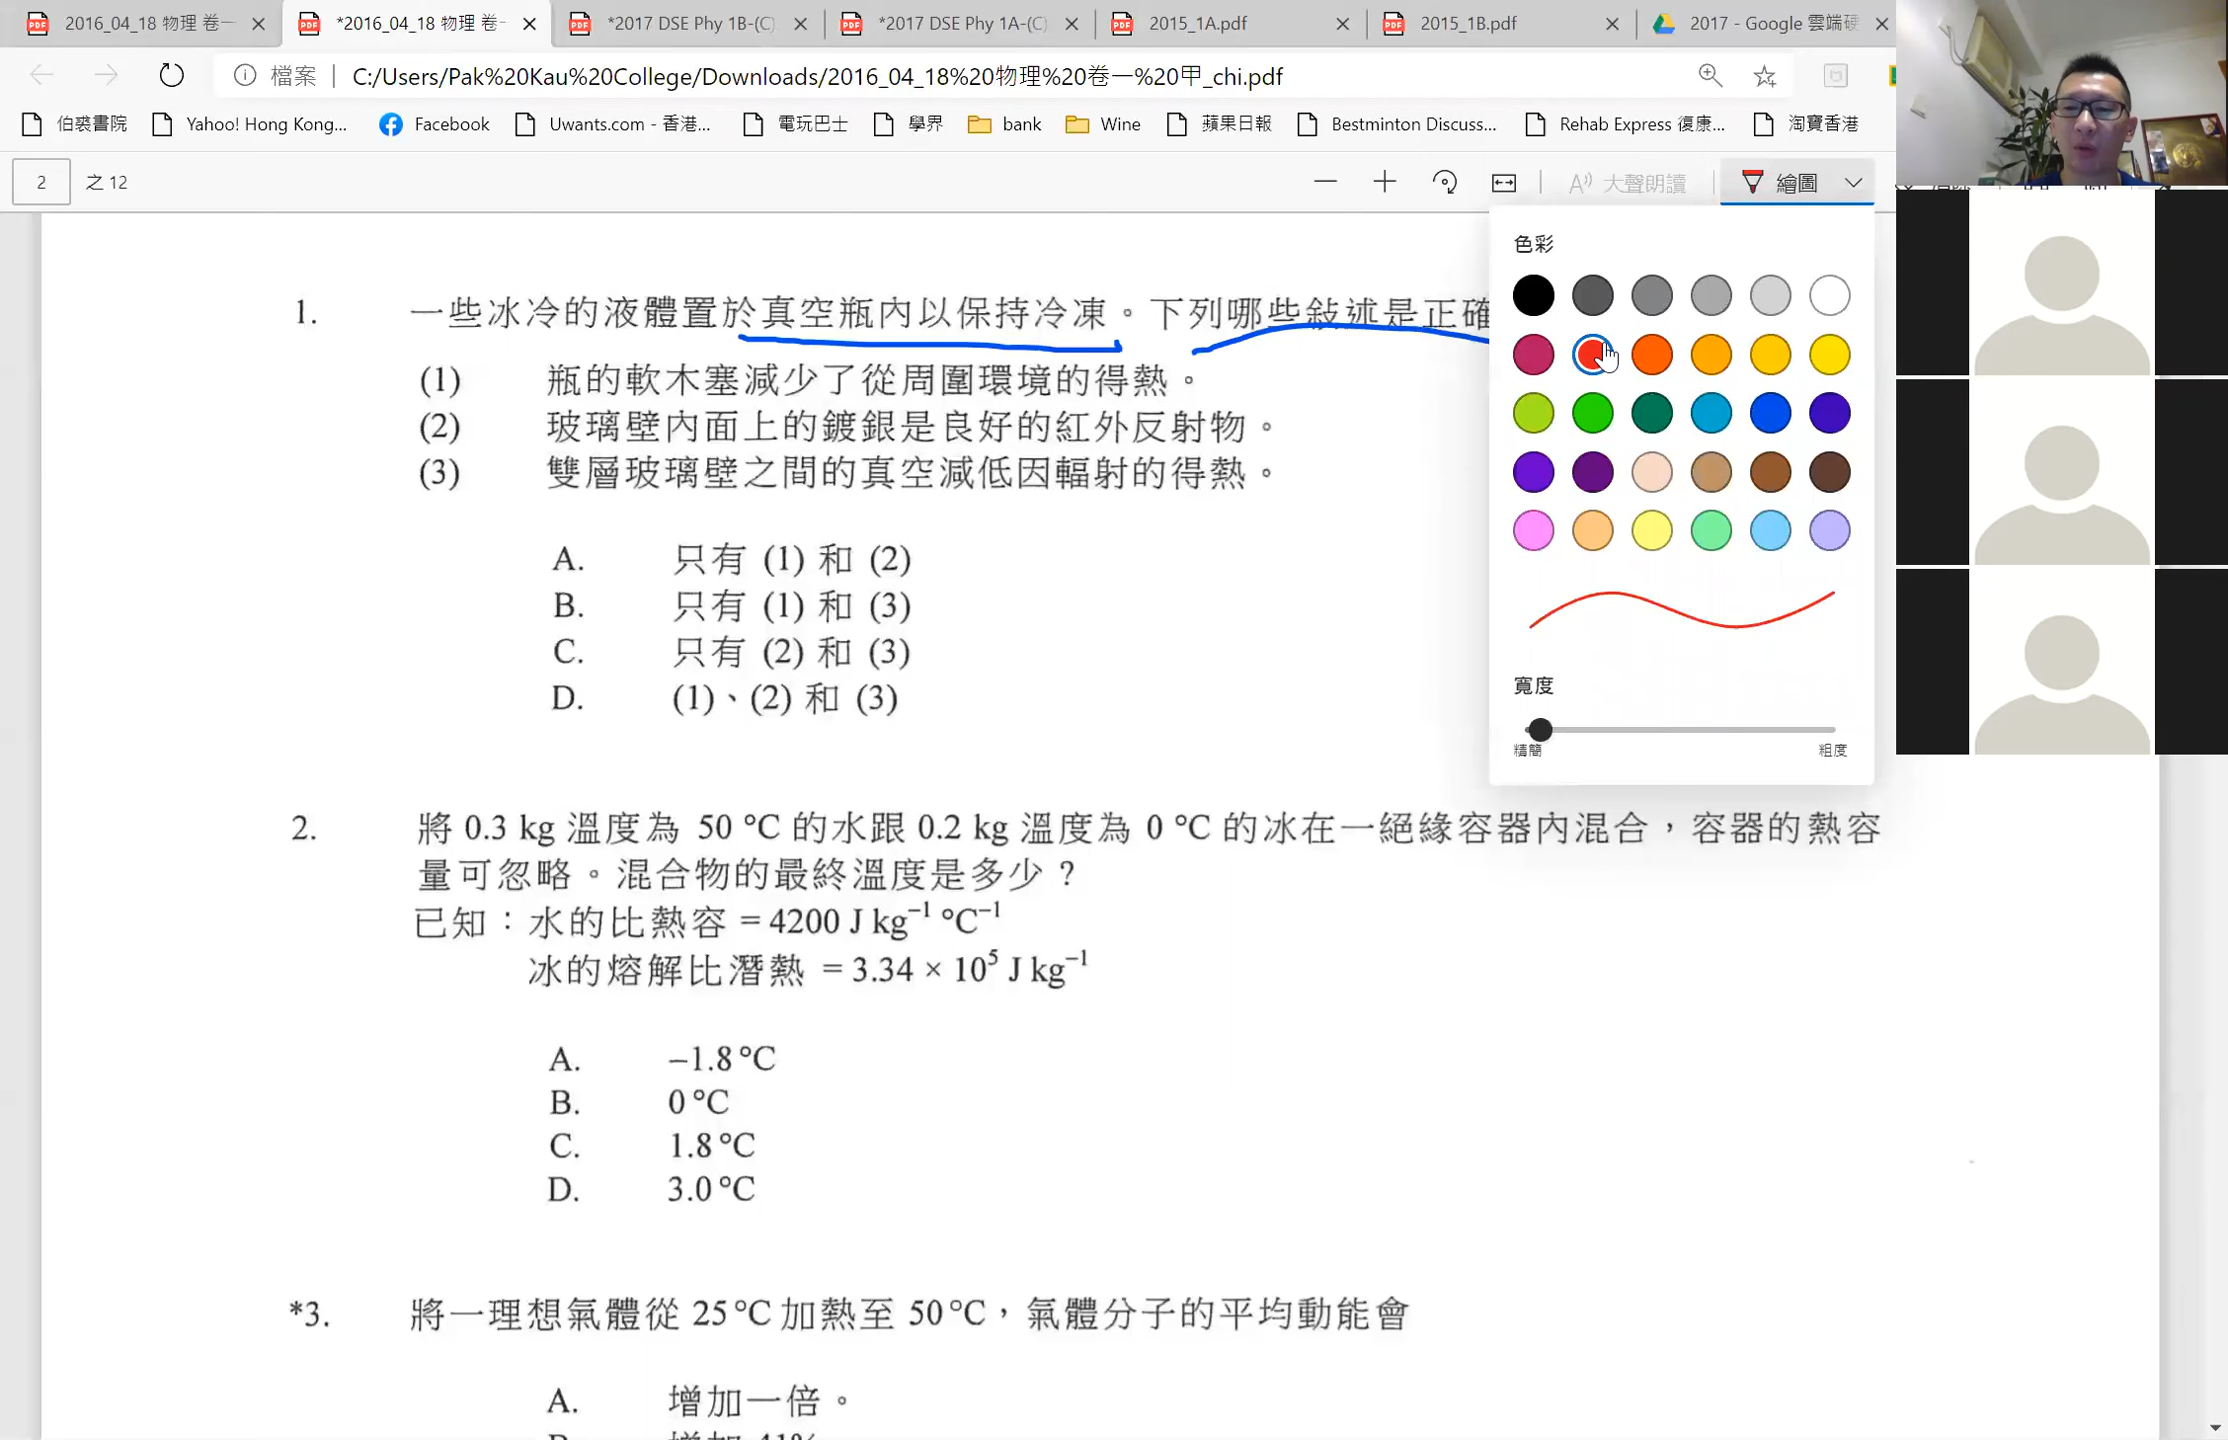 2016_04_18 物理 卷一
*2016_04_18 物理 卷一
*2017 DSE Phy 1B-(C)
*2017 DSE Phy 1A-(C)
2015_1A.pdf
2015_1B.pdf
2017 - Google 雲端硬
檔案
C:/Users/Pak%20Kau%20College/Downloads/2016_04_18%20物理%20卷一%20甲_chi.pdf
伯裘書院
Yahoo! Hong Kong...
Facebook
Uwants.com - 香港...
電玩巴士
學界
bank
Wine
蘋果日報
Bestminton Discuss...
Rehab Express 復康...
淘寶香港
2 之 12
大聲朗讀
繪圖
色彩
寬度
精簡
粗度
1. 一些冰冷的液體置於真空瓶內以保持冷凍。下列哪些敍述是正確
(1) 瓶的軟木塞減少了從周圍環境的得熱。
(2) 玻璃壁內面上的鍍銀是良好的紅外反射物。
(3) 雙層玻璃壁之間的真空減低因輻射的得熱。
A. 只有 (1) 和 (2)
B. 只有 (1) 和 (3)
C. 只有 (2) 和 (3)
D. (1)、(2) 和 (3)
2. 將 0.3 kg 溫度為 50 °C 的水跟 0.2 kg 溫度為 0 °C 的冰在一絕緣容器內混合，容器的熱容
量可忽略。混合物的最終溫度是多少？
已知：水的比熱容 = 4200 J kg⁻¹ °C⁻¹
冰的熔解比潛熱 = 3.34 × 10⁵ J kg⁻¹
A. –1.8 °C
B. 0 °C
C. 1.8 °C
D. 3.0 °C
*3. 將一理想氣體從 25 °C 加熱至 50 °C，氣體分子的平均動能會
A. 增加一倍。